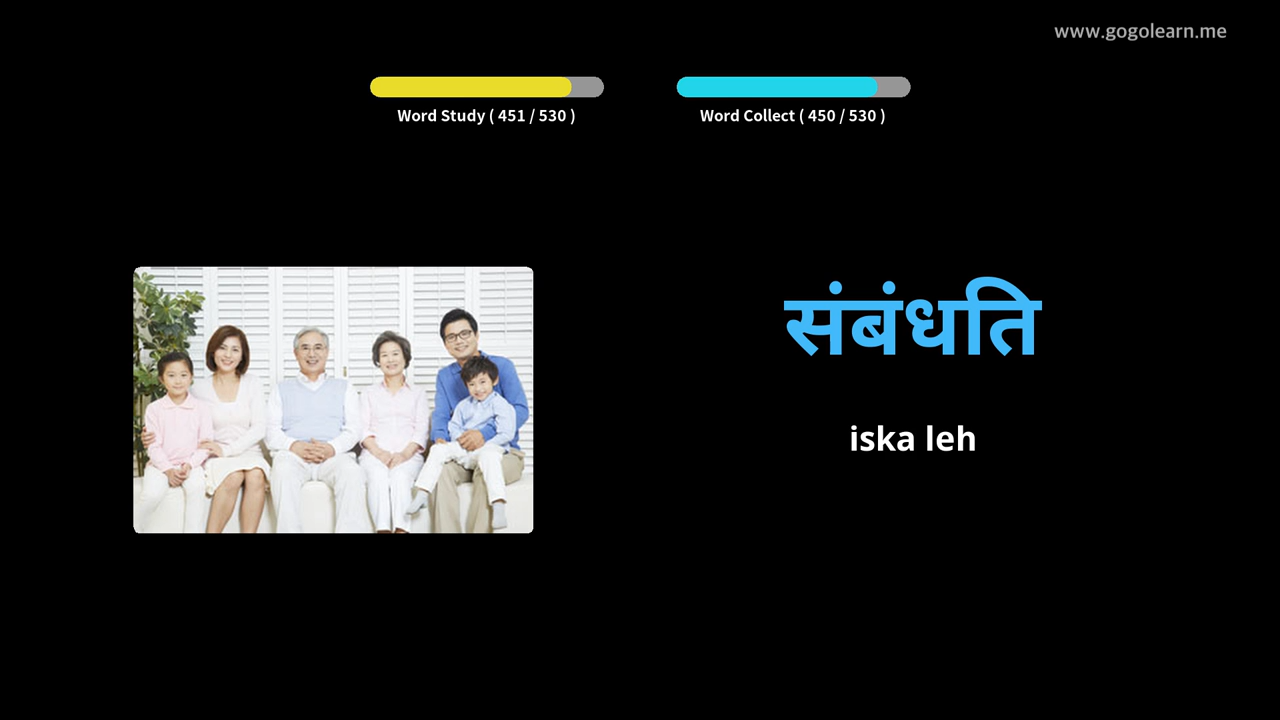 www.gogolearn.me
Word Study ( 451 / 530 )
Word Collect ( 450 / 530 )
संबंधति
iska leh